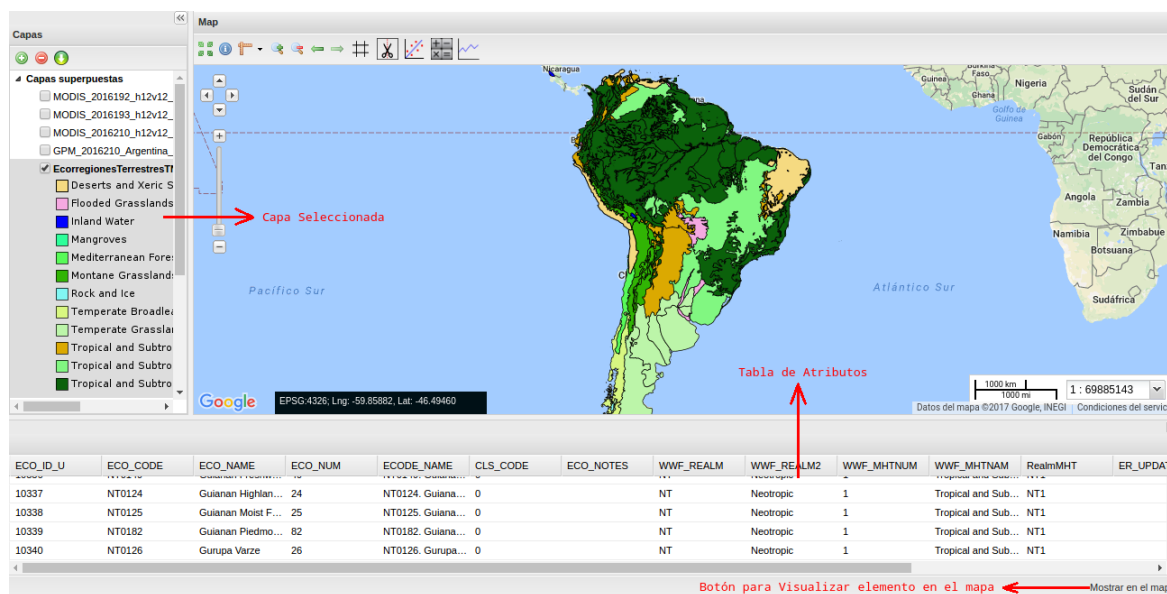 Map
Capas
Capas superpuestas
MODIS_2016192_h12v12_
MODIS_2016193_h12v12_
MODIS_2016210_h12v12_
GPM_2016210_Argentina_
EcorregionesTerrestresTN
Deserts and Xeric S
Flooded Grasslands
Inland Water
Mangroves
Mediterranean Fores
Montane Grasslands
Rock and Ice
Temperate Broadlea
Temperate Grasslan
Tropical and Subtro
Tropical and Subtro
Tropical and Subtro
Capa Seleccionada
Nicaragua
Guinea
Burkina
Faso
Ghana
Nigeria
Sudán
del Sur
Golfo de
Guinea
Gabón
República
Democrática
del Congo
Tan
Angola
Zambia
Namibia
Zimbabue
Botsuana
Sudáfrica
Pacífico Sur
Atlántico Sur
Tabla de Atributos
1000 km
1000 mi
1 : 69885143
Google
EPSG:4326; Lng: -59.85882, Lat: -46.49460
Datos del mapa ©2017 Google, INEGI
Condiciones del servic
ECO_ID_U ECO_CODE ECO_NAME ECO_NUM ECODE_NAME CLS_CODE ECO_NOTES WWF_REALM WWF_REALM2 WWF_MHTNUM WWF_MHTNAM RealmMHT ER_UPDAT
10337 NT0124 Guianan Highlan... 24 NT0124. Guiana... 0 NT Neotropic 1 Tropical and Sub... NT1
10338 NT0125 Guianan Moist F... 25 NT0125. Guiana... 0 NT Neotropic 1 Tropical and Sub... NT1
10339 NT0182 Guianan Piedmo... 82 NT0182. Guiana... 0 NT Neotropic 1 Tropical and Sub... NT1
10340 NT0126 Gurupa Varze 26 NT0126. Gurupa... 0 NT Neotropic 1 Tropical and Sub... NT1
Botón para Visualizar elemento en el mapa
Mostrar en el map